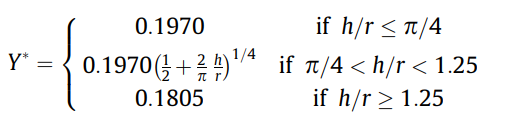 0.1970 if h/r ≤ π/4
Y* = { 0.1970(1/2 + 2/π h/r)^1/4 if π/4 < h/r < 1.25
0.1805 if h/r ≥ 1.25